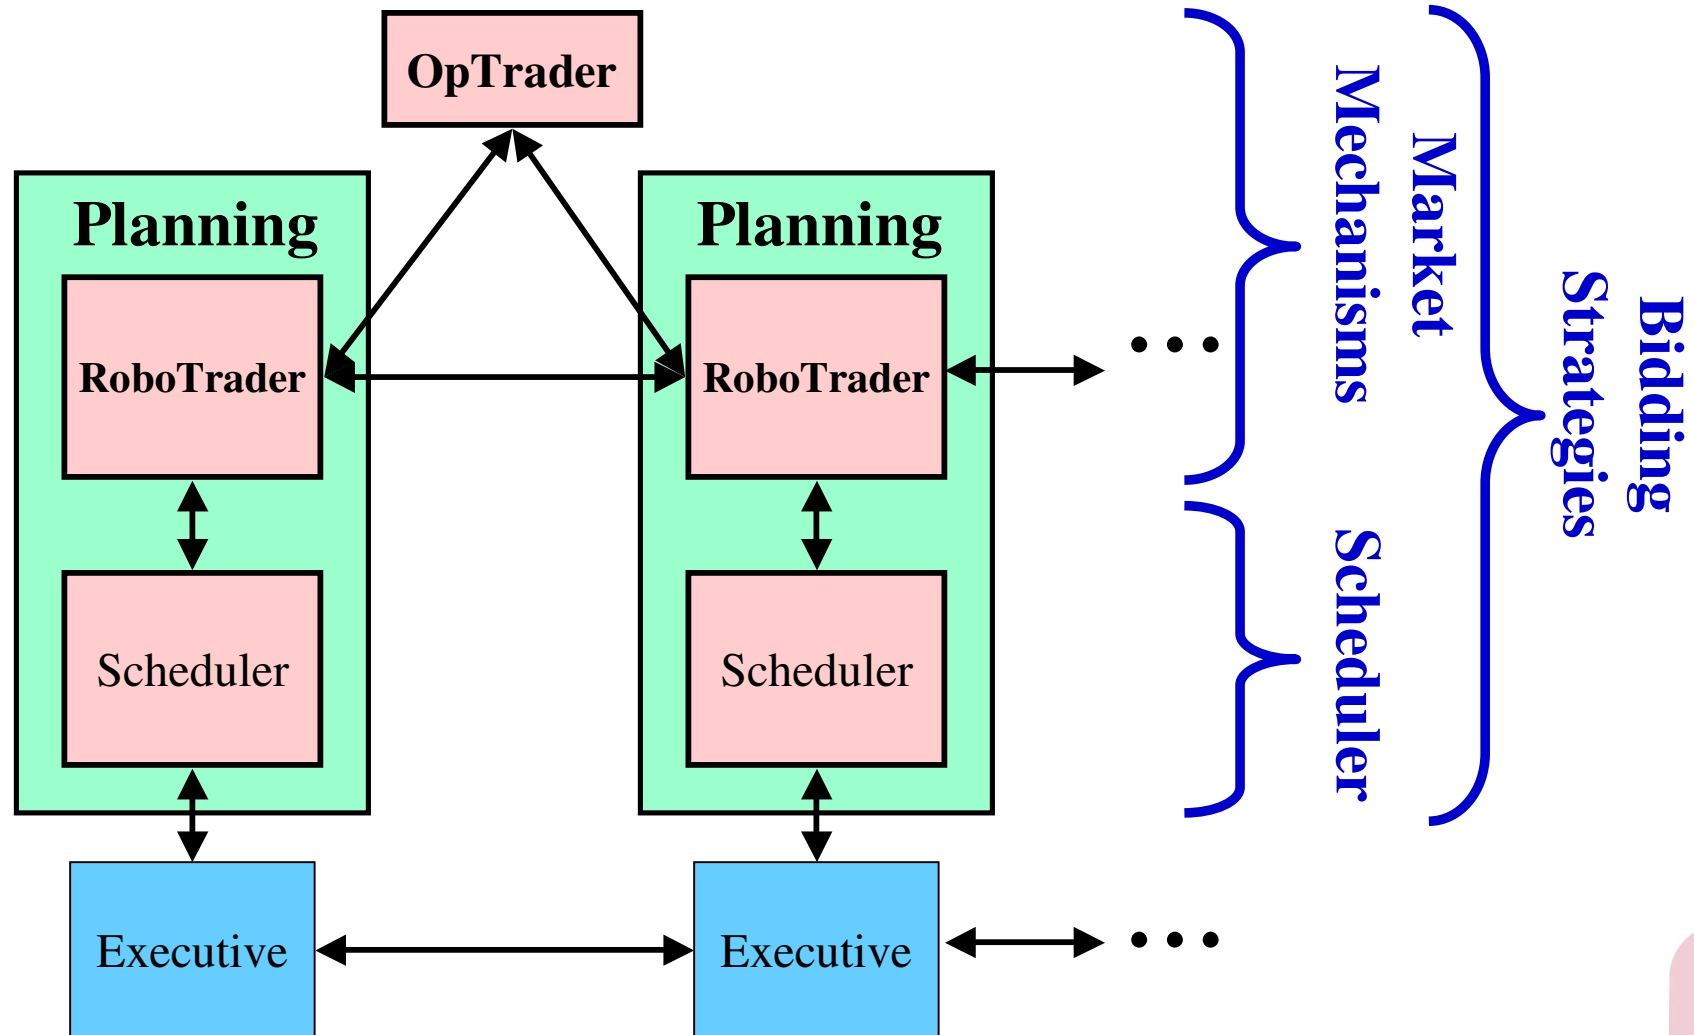 OpTrader
Planning
Planning
RoboTrader
RoboTrader
• • •
Scheduler
Scheduler
Executive
Executive
• • •
Market
Mechanisms
Scheduler
Bidding
Strategies